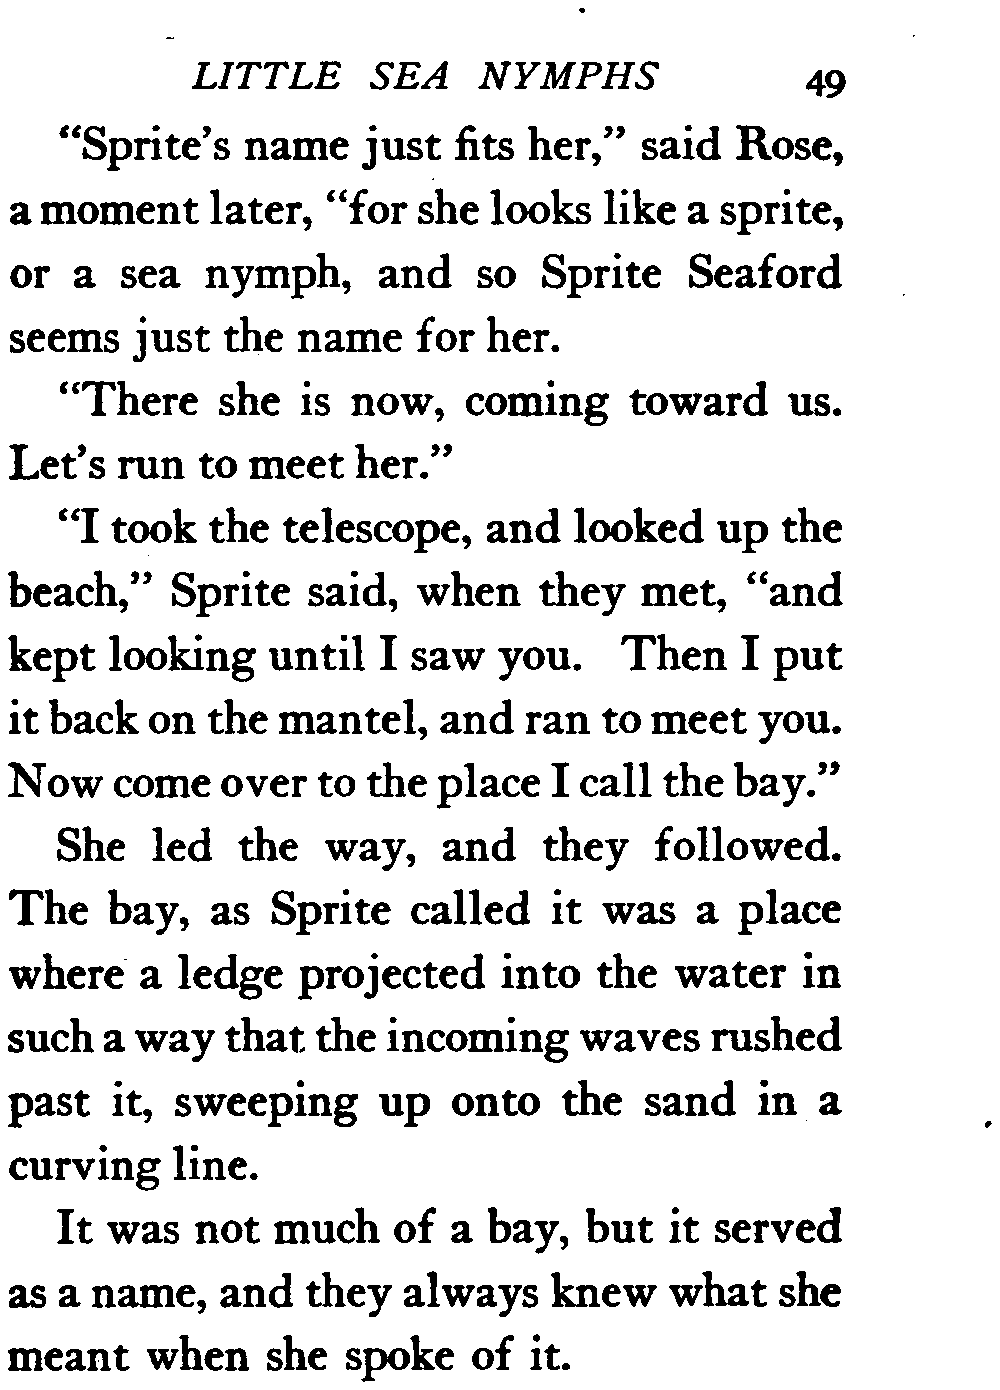 LITTLE SEA NYMPHS 49
“Sprite’s name just fits her,” said Rose,
a moment later, “for she looks like a sprite,
or a sea nymph, and so Sprite Seaford
seems just the name for her.
“There she is now, coming toward us.
Let’s run to meet her.”
“I took the telescope, and looked up the
beach,” Sprite said, when they met, “and
kept looking until I saw you. Then I put
it back on the mantel, and ran to meet you.
Now come over to the place I call the bay.”
She led the way, and they followed.
The bay, as Sprite called it was a place
where a ledge projected into the water in
such a way that the incoming waves rushed
past it, sweeping up onto the sand in a
curving line.
It was not much of a bay, but it served
as a name, and they always knew what she
meant when she spoke of it.